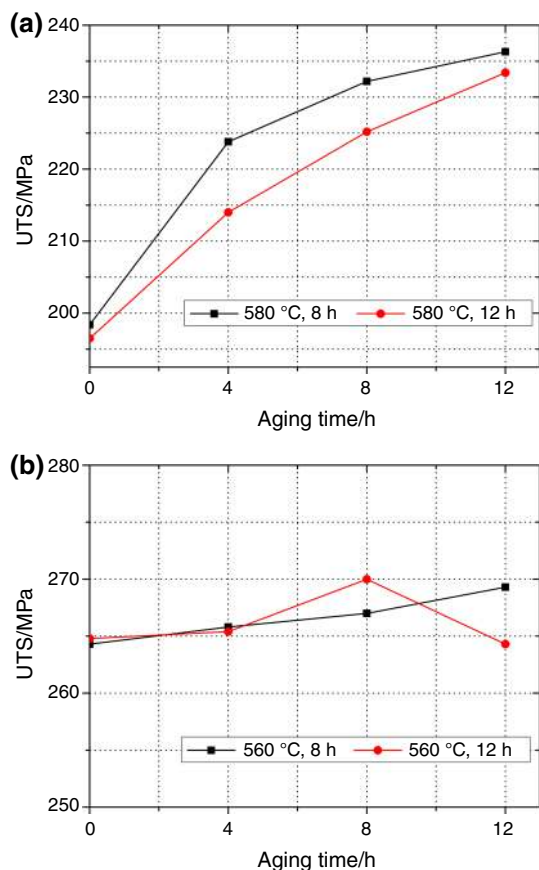 (a)
240
230
220
210
200
UTS/MPa
580 °C, 8 h 580 °C, 12 h
0 4 8 12
Aging time/h
(b)
280
270
260
250
UTS/MPa
560 °C, 8 h 560 °C, 12 h
0 4 8 12
Aging time/h